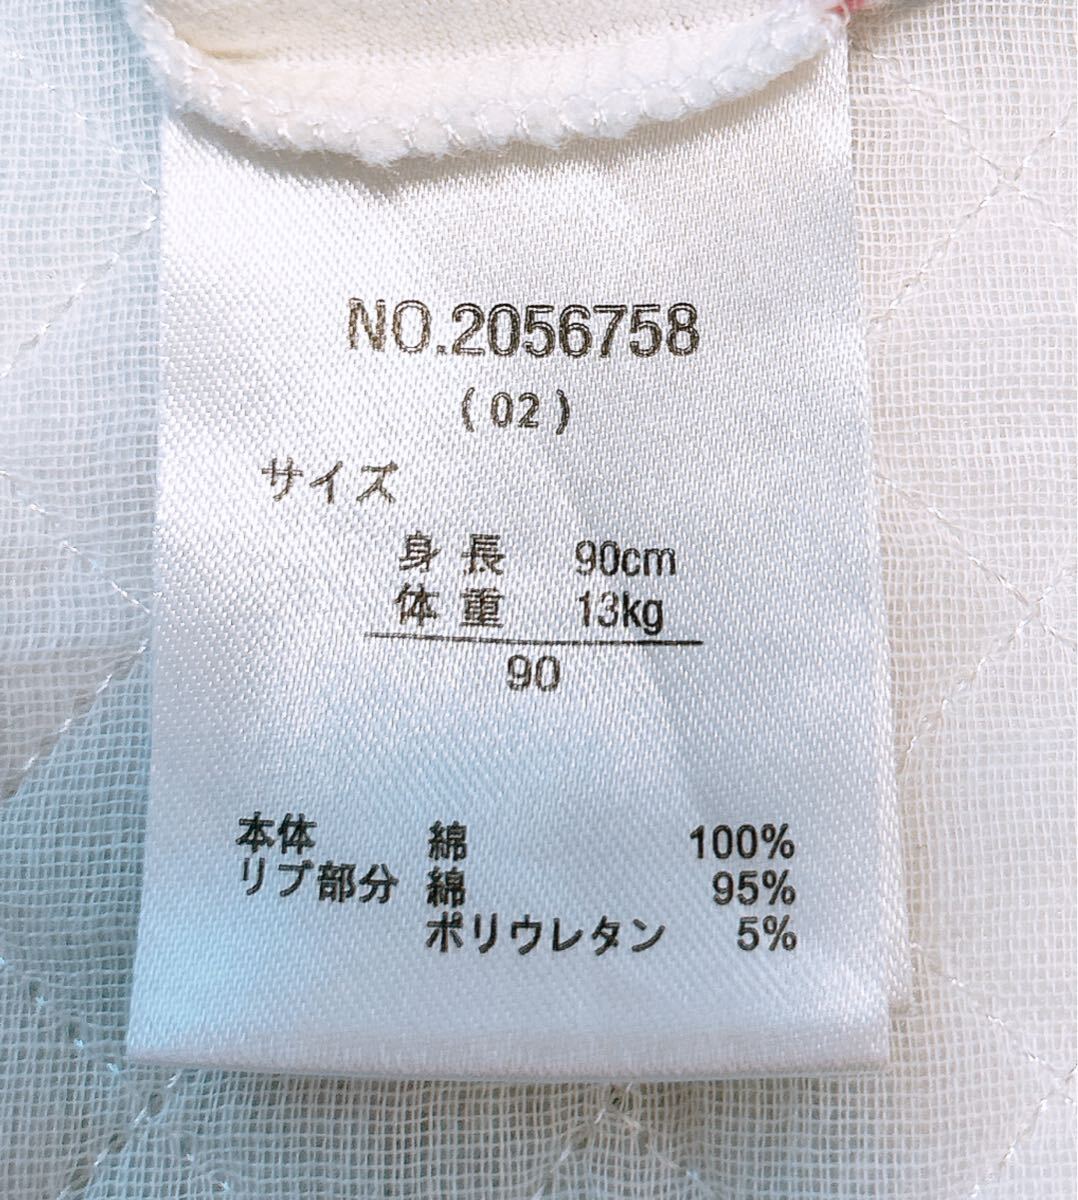 NO.2056758
(02)
サイズ
身長 90cm
体重 13kg
90
本体 綿 100%
リブ部分 綿 95%
ポリウレタン 5%